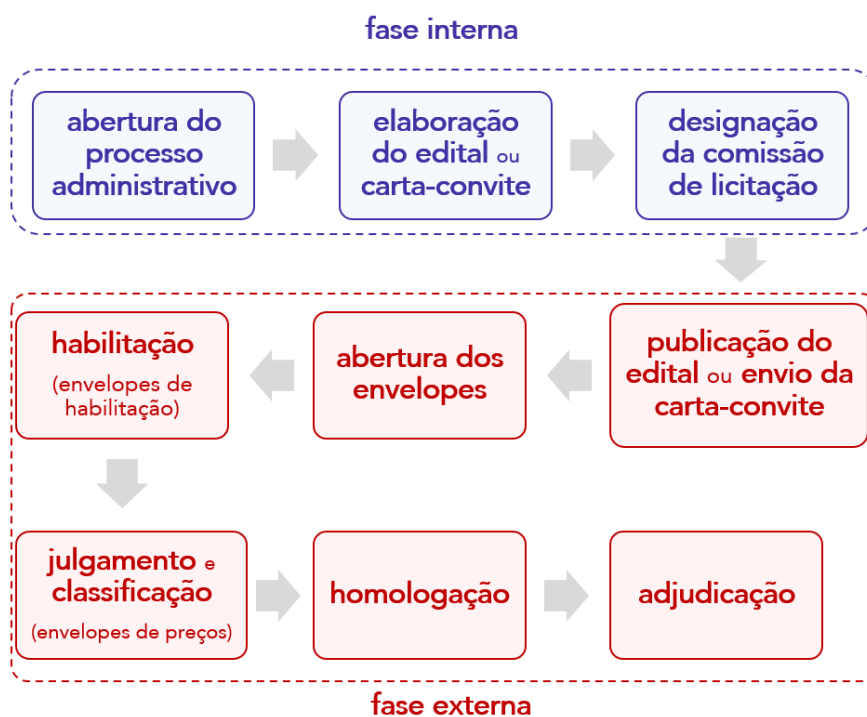 fase interna
abertura do
processo
administrativo
elaboração
do edital ou
carta-convite
designação
da comissão
de licitação
publicação do
edital ou envio da
carta-convite
abertura dos
envelopes
habilitação
(envelopes de
habilitação)
julgamento e
classificação
(envelopes de preços)
homologação
adjudicação
fase externa